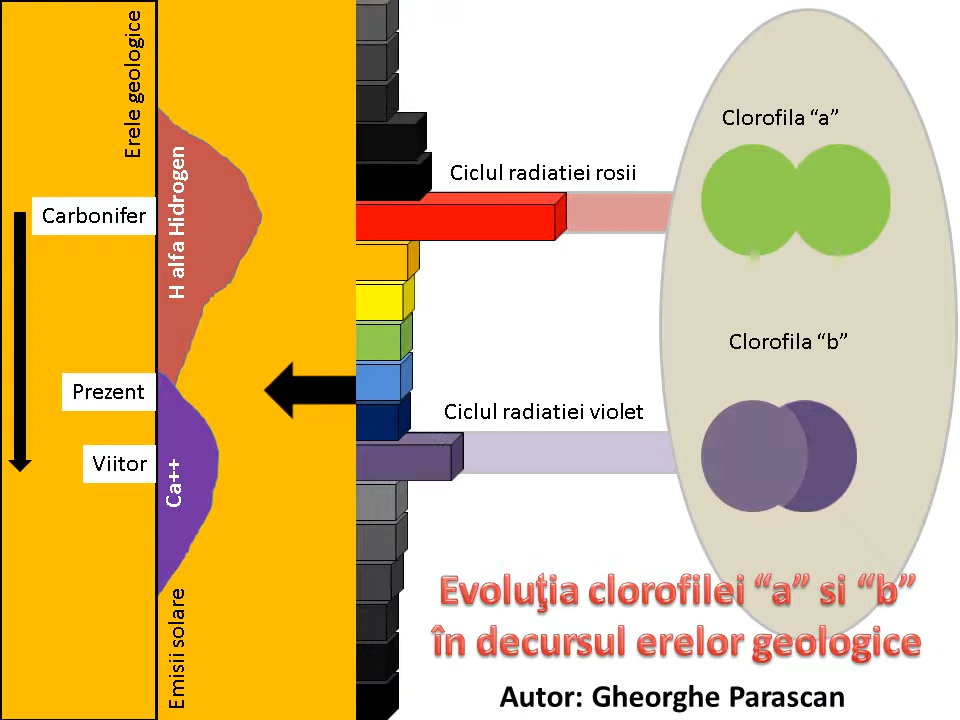 Erele geologice
H alfa Hidrogen
Carbonifer
Prezent
Viitor
Ca++
Emisii solare
Ciclul radiatiei rosii
Ciclul radiatiei violet
Clorofila “a”
Clorofila “b”
Evoluţia clorofilei “a” si “b”
în decursul erelor geologice
Autor: Gheorghe Parascan